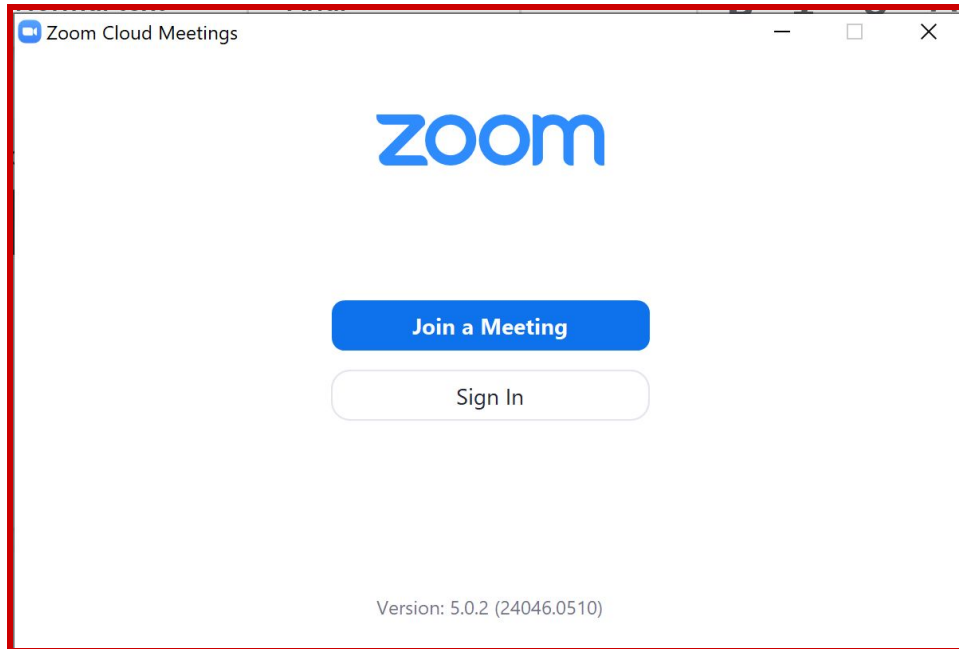 Zoom Cloud Meetings
zoom
Join a Meeting
Sign In
Version: 5.0.2 (24046.0510)